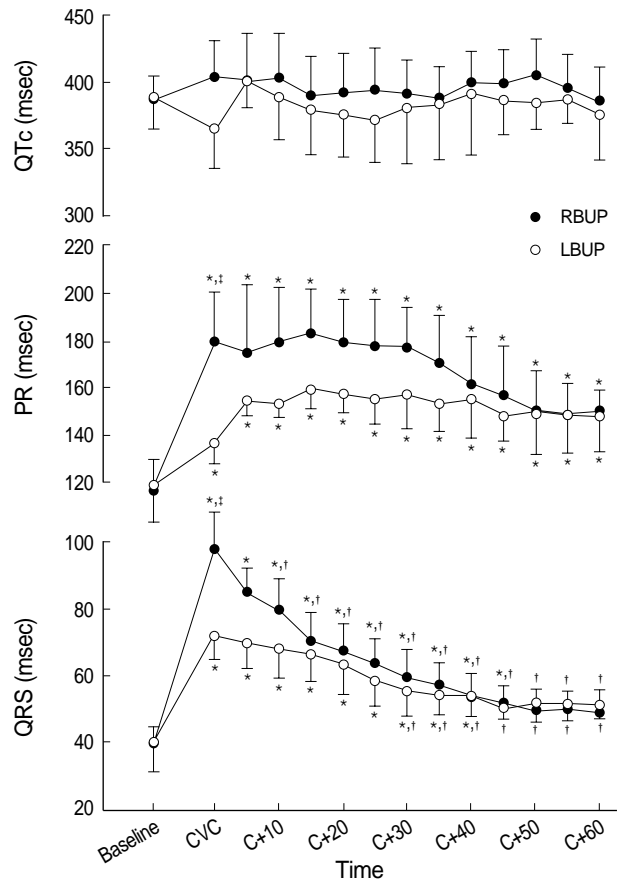 450
400
350
300
QTc (msec)
RBUP
LBUP
220
200
180
160
140
120
PR (msec)
*,‡ * * * * * * * * * * * *
* * * * * * * * * * * * *
100
80
60
40
20
QRS (msec)
*,‡ * *,† *,† *,† *,† *,† *,† *,† *,† † † †
* * * * * * *,† *,† *,† † † † †
Baseline CVC C+10 C+20 C+30 C+40 C+50 C+60
Time